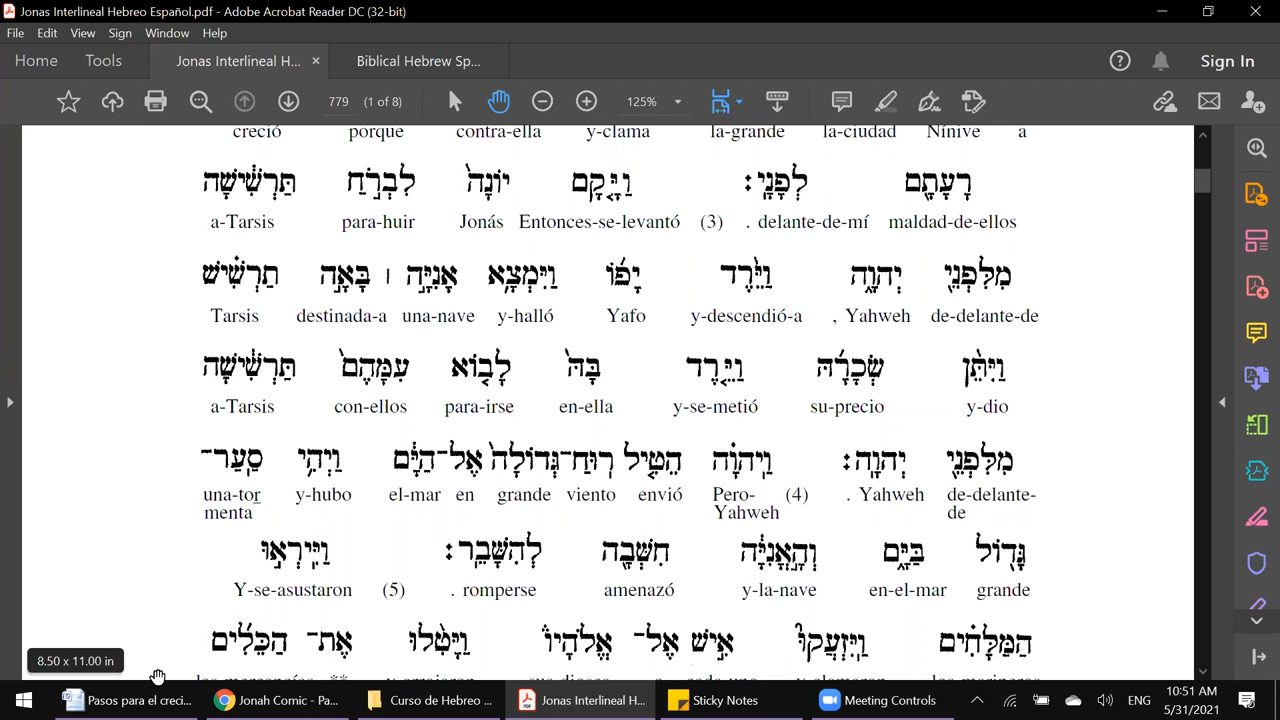 Jonas Interlineal Hebreo Español.pdf - Adobe Acrobat Reader DC (32-bit)
File Edit View Sign Window Help
Home Tools Jonas Interlineal H... × Biblical Hebrew Sp... Sign In
779 (1 of 8) 125%
creció porque contra-ella y-clama la-grande la-ciudad Nínive a
רָעָתָ֖ם לְפָנָֽי׃ וַיָּ֤קָם יוֹנָה֙ לִבְרֹ֣חַ תַּרְשִׁ֔ישָׁה
a-Tarsis para-huir Jonás Entonces-se-levantó (3) . delante-de-mí maldad-de-ellos
מִלִּפְנֵ֖י יְהוָ֑ה וַיֵּ֨רֶד יָפ֜וֹ וַיִּמְצָ֥א אֳנִיָּ֣ה ׀ בָּאָ֣ה תַרְשִׁ֗ישׁ
Tarsis destinada-a una-nave y-halló Yafo y-descendió-a , Yahweh de-delante-de
וַיִּתֵּ֨ן שְׂכָרָ֜הּ וַיֵּ֤רֶד בָּהּ֙ לָב֤וֹא עִמָּהֶם֙ תַּרְשִׁ֔ישָׁה
a-Tarsis con-ellos para-irse en-ella y-se-metió su-precio y-dio
מִלִּפְנֵ֖י יְהוָֽה׃ וַֽיהוָ֗ה הֵטִ֤יל רֽוּחַ־גְּדוֹלָה֙ אֶל־הַיָּ֔ם וַיְהִ֥י סַֽעַר־
una-tor y-hubo el-mar en grande viento envió Pero- (4) . Yahweh de-delante-
menta Yahweh de
גָּד֖וֹל בַּיָּ֑ם וְהָ֣אֳנִיָּ֔ה חִשְּׁבָ֖ה לְהִשָּׁבֵֽר׃ וַיִּֽירְא֣וּ
Y-se-asustaron (5) . romperse amenazó y-la-nave en-el-mar grande
הַמַּלָּחִ֗ים וַֽיִּזְעֲקוּ֮ אִ֣ישׁ אֶל־ אֱלֹהָיו֒ וַיָּטִ֨לוּ אֶת־ הַכֵּלִ֜ים
8.50 x 11.00 in
Pasos para el creci... Jonah Comic - Pa... Curso de Hebreo ... Jonas Interlineal H... Sticky Notes Meeting Controls ENG 10:51 AM
5/31/2021